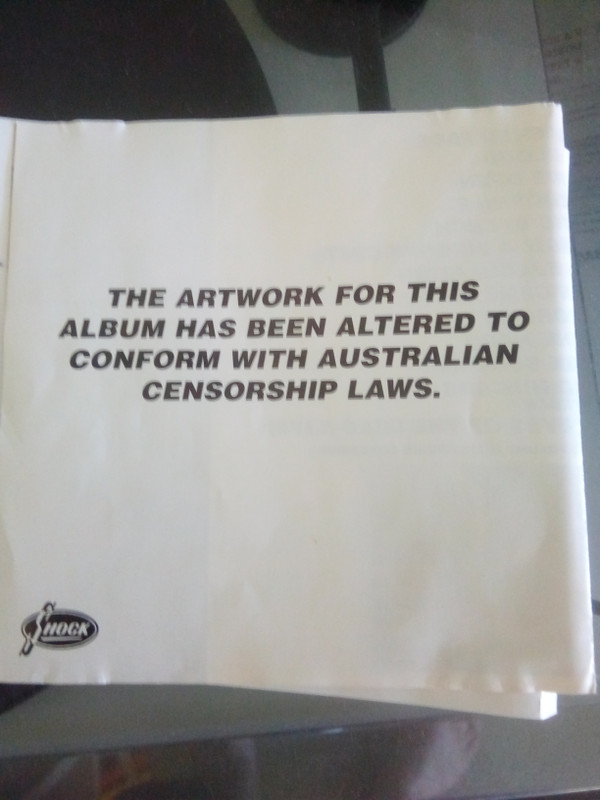 THE ARTWORK FOR THIS
ALBUM HAS BEEN ALTERED TO
CONFORM WITH AUSTRALIAN
CENSORSHIP LAWS.
SHOCK